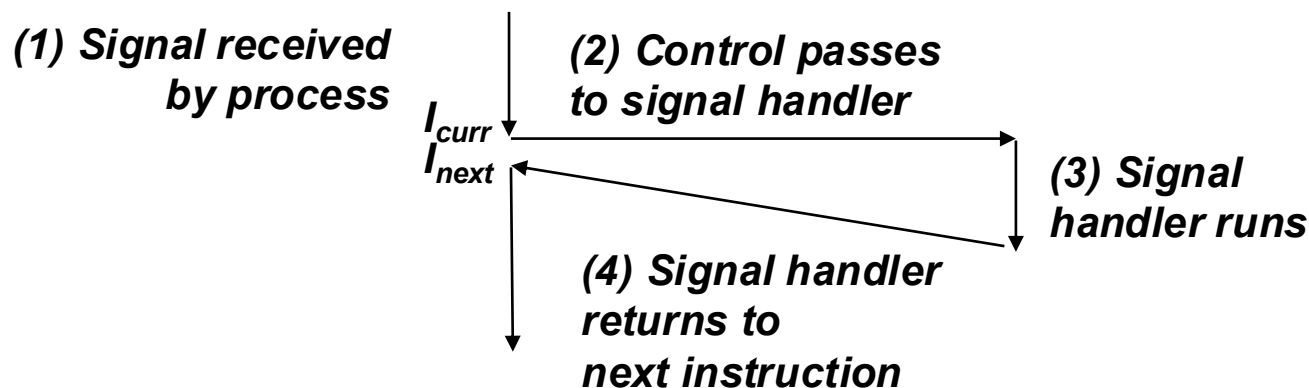 (1) Signal received
by process
(2) Control passes
to signal handler
I_curr
I_next
(3) Signal
handler runs
(4) Signal handler
returns to
next instruction